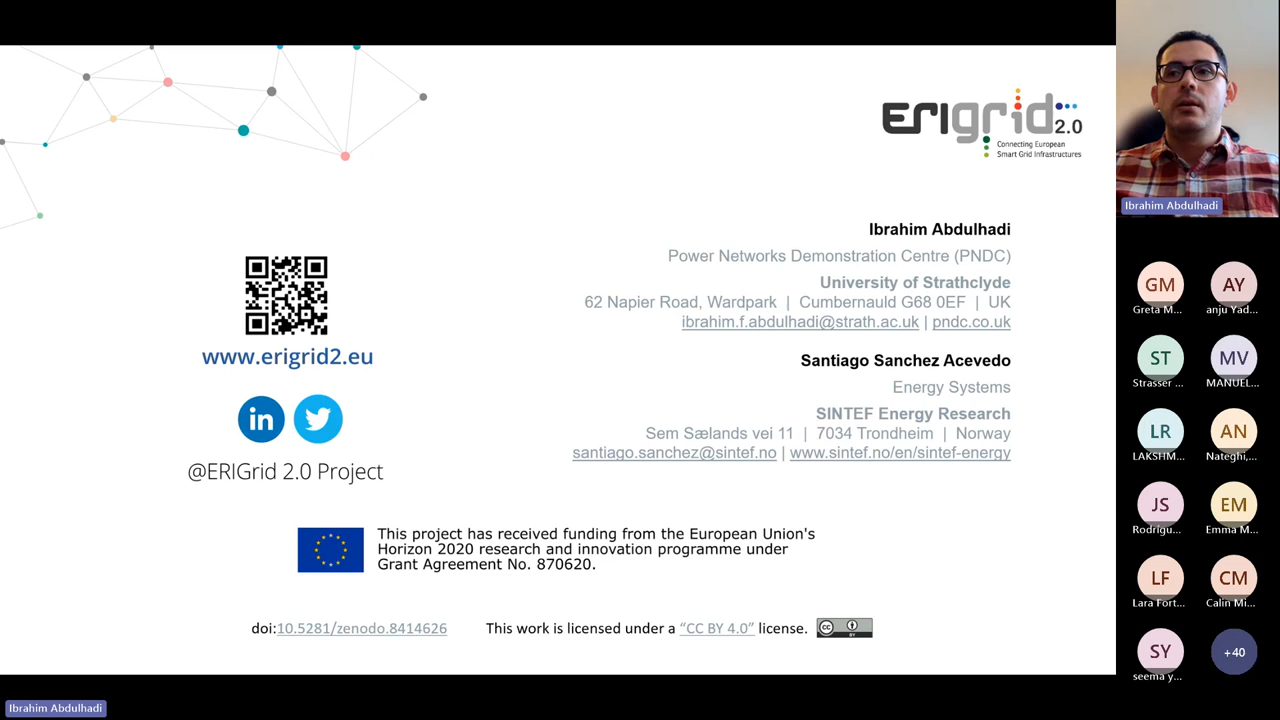 ERIGrid 2.0
Connecting European
Smart Grid Infrastructures
Ibrahim Abdulhadi
Power Networks Demonstration Centre (PNDC)
University of Strathclyde
62 Napier Road, Wardpark | Cumbernauld G68 0EF | UK
ibrahim.f.abdulhadi@strath.ac.uk | pndc.co.uk
Santiago Sanchez Acevedo
Energy Systems
SINTEF Energy Research
Sem Sælands vei 11 | 7034 Trondheim | Norway
santiago.sanchez@sintef.no | www.sintef.no/en/sintef-energy
www.erigrid2.eu
in
@ERIGrid 2.0 Project
This project has received funding from the European Union's
Horizon 2020 research and innovation programme under
Grant Agreement No. 870620.
doi:10.5281/zenodo.8414626 This work is licensed under a “CC BY 4.0” license.
cc
BY
Ibrahim Abdulhadi
GM AY
Greta M... anju Yad...
ST MV
Strasser ... MANUEL...
LR AN
LAKSHM... Nateghi,...
JS EM
Rodrigu... Emma M...
LF CM
Lara Fort... Calin Mi...
SY +40
seema y...
Ibrahim Abdulhadi